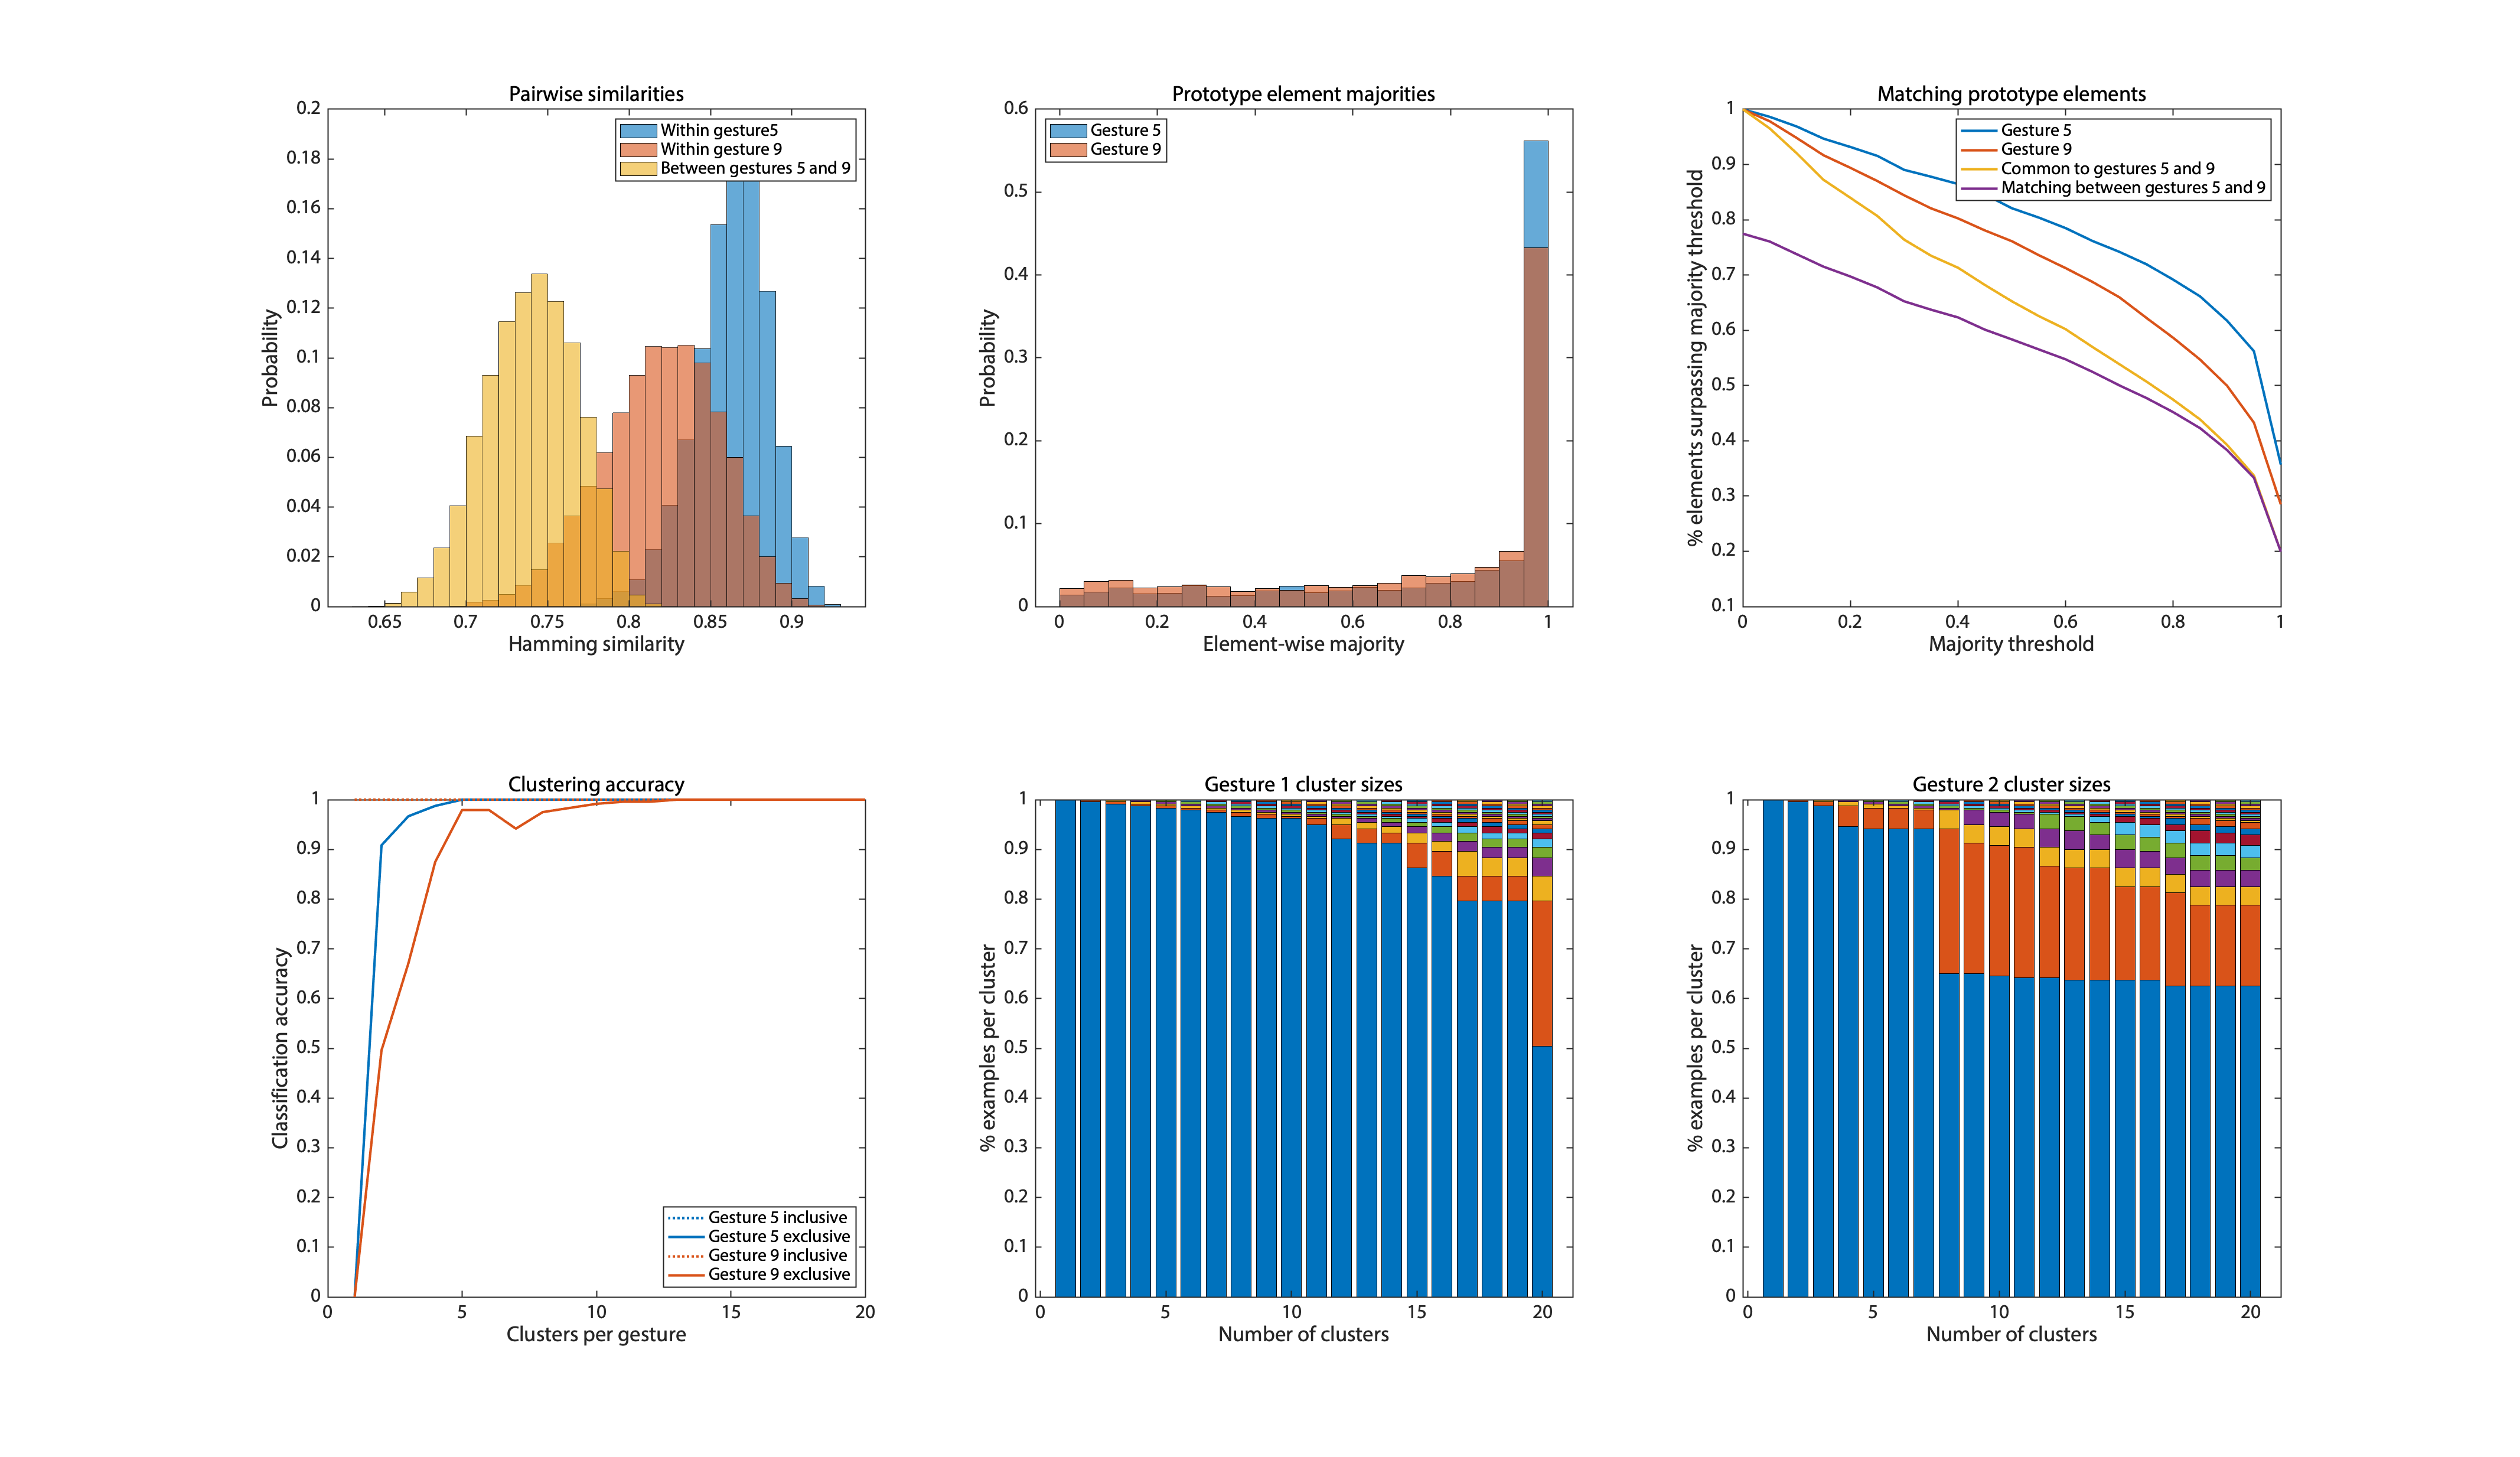 Pairwise similarities
0.2
0.18
0.16
0.14
0.12
0.1
0.08
0.06
0.04
0.02
0
Probability
Within gesture5
Within gesture 9
Between gestures 5 and 9
0.65 0.7 0.75 0.8 0.85 0.9
Hamming similarity
Prototype element majorities
0.6
0.5
0.4
0.3
0.2
0.1
0
Probability
Gesture 5
Gesture 9
0 0.2 0.4 0.6 0.8 1
Element-wise majority
Matching prototype elements
1
0.9
0.8
0.7
0.6
0.5
0.4
0.3
0.2
0.1
% elements surpassing majority threshold
Gesture 5
Gesture 9
Common to gestures 5 and 9
Matching between gestures 5 and 9
0 0.2 0.4 0.6 0.8 1
Majority threshold
Clustering accuracy
1
0.9
0.8
0.7
0.6
0.5
0.4
0.3
0.2
0.1
0
Classification accuracy
Gesture 5 inclusive
Gesture 5 exclusive
Gesture 9 inclusive
Gesture 9 exclusive
0 5 10 15 20
Clusters per gesture
Gesture 1 cluster sizes
1
0.9
0.8
0.7
0.6
0.5
0.4
0.3
0.2
0.1
0
% examples per cluster
0 5 10 15 20
Number of clusters
Gesture 2 cluster sizes
1
0.9
0.8
0.7
0.6
0.5
0.4
0.3
0.2
0.1
0
% examples per cluster
0 5 10 15 20
Number of clusters